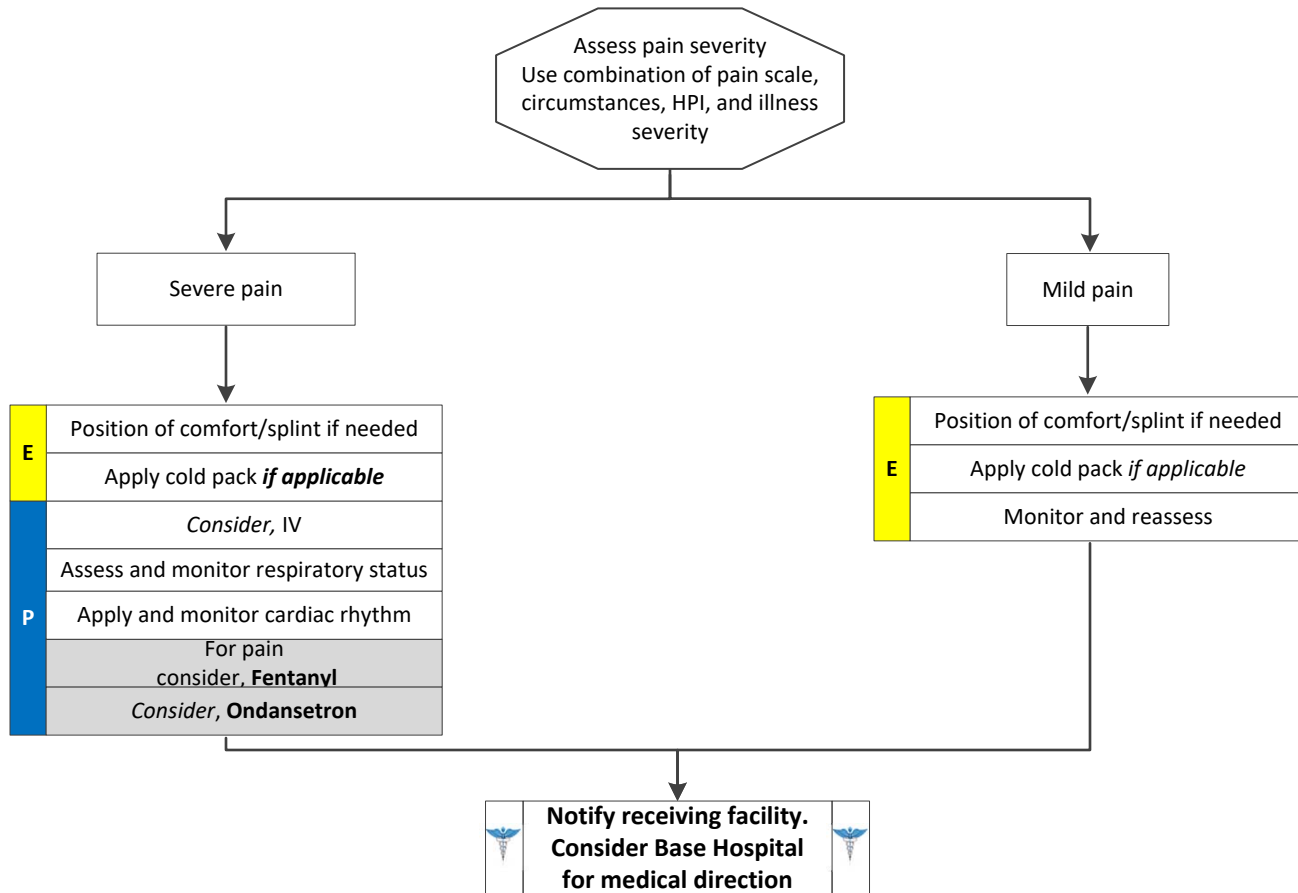 Assess pain severity
Use combination of pain scale,
circumstances, HPI, and illness
severity
Severe pain
Mild pain
E
Position of comfort/splint if needed
Apply cold pack if applicable
P
Consider, IV
Assess and monitor respiratory status
Apply and monitor cardiac rhythm
For pain
consider, Fentanyl
Consider, Ondansetron
E
Position of comfort/splint if needed
Apply cold pack if applicable
Monitor and reassess
Notify receiving facility.
Consider Base Hospital
for medical direction